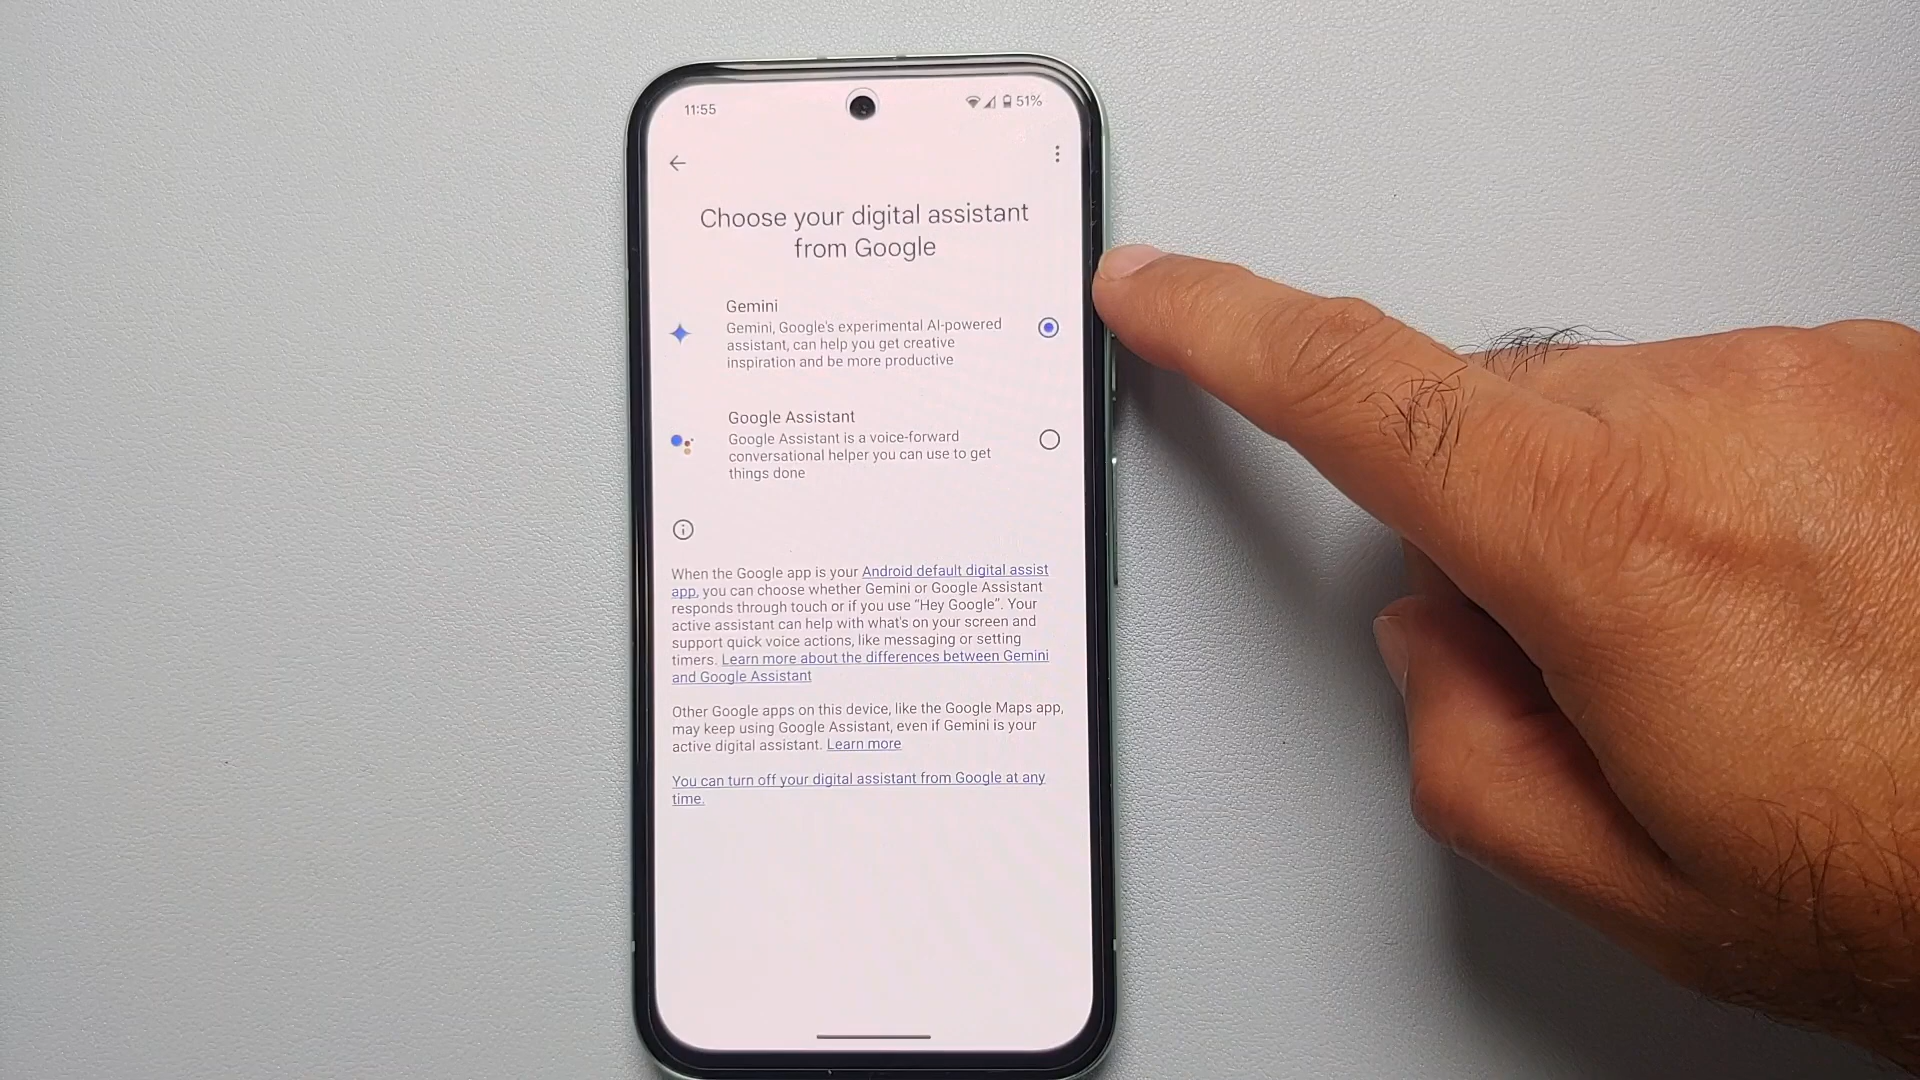 11:55
51%
Choose your digital assistant
from Google
Gemini
Gemini, Google's experimental AI-powered
assistant, can help you get creative
inspiration and be more productive
Google Assistant
Google Assistant is a voice-forward
conversational helper you can use to get
things done
When the Google app is your Android default digital assist
app, you can choose whether Gemini or Google Assistant
responds through touch or if you use “Hey Google”. Your
active assistant can help with what's on your screen and
support quick voice actions, like messaging or setting
timers. Learn more about the differences between Gemini
and Google Assistant
Other Google apps on this device, like the Google Maps app,
may keep using Google Assistant, even if Gemini is your
active digital assistant. Learn more
You can turn off your digital assistant from Google at any
time.